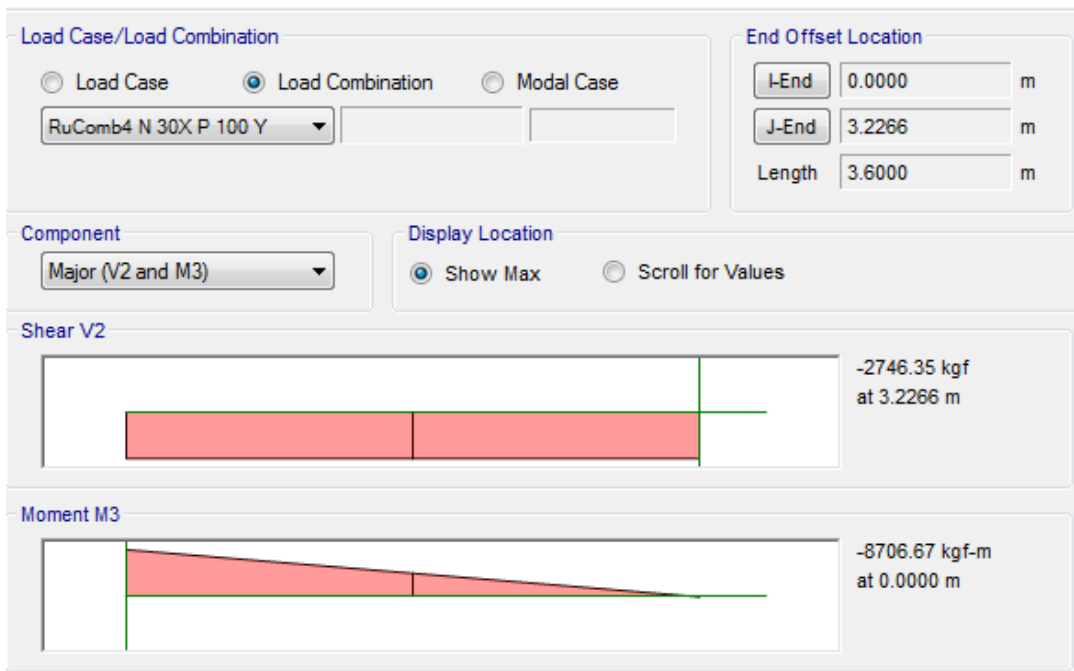 Load Case/Load Combination
Load Case Load Combination Modal Case
RuComb4 N 30X P 100 Y
End Offset Location
I-End 0.0000 m
J-End 3.2266 m
Length 3.6000 m
Component
Major (V2 and M3)
Display Location
Show Max Scroll for Values
Shear V2
-2746.35 kgf
at 3.2266 m
Moment M3
-8706.67 kgf-m
at 0.0000 m